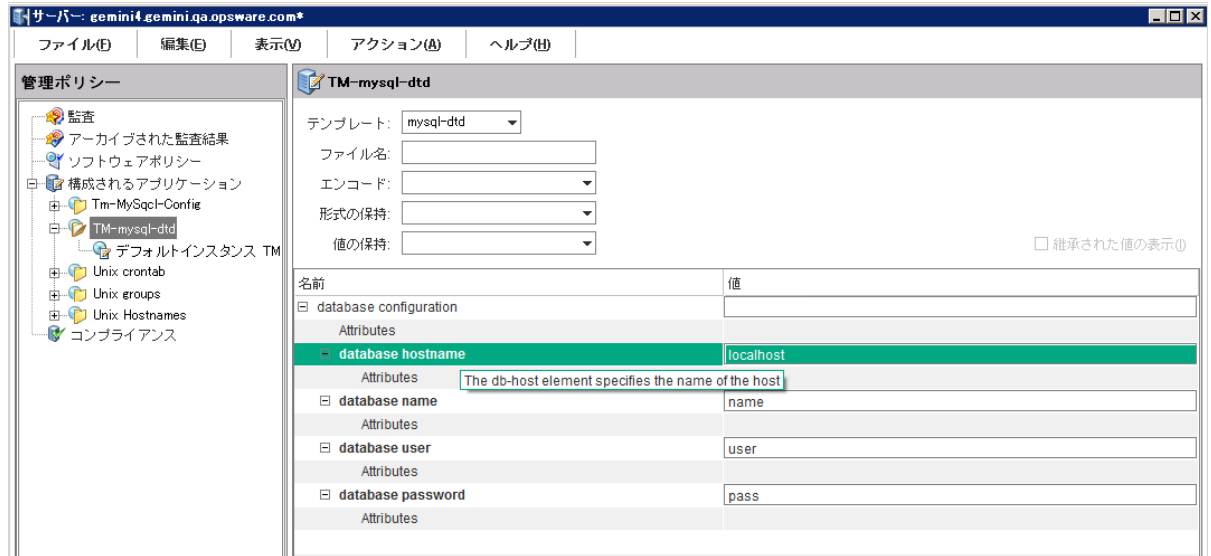 サーバー: gemini4.gemini.qa.opsware.com*
ファイル(F) 編集(E) 表示(V) アクション(A) ヘルプ(H)
管理ポリシー
監査
アーカイブされた監査結果
ソフトウェアポリシー
構成されるアプリケーション
Tm-MySqcl-Config
TM-mysql-dtd
デフォルトインスタンス TM
Unix crontab
Unix groups
Unix Hostnames
コンプライアンス
TM-mysql-dtd
テンプレート: mysql-dtd
ファイル名:
エンコード:
形式の保持:
値の保持:
継承された値の表示(I)
名前 値
database configuration
Attributes
database hostname localhost
Attributes
The db-host element specifies the name of the host
database name name
Attributes
database user user
Attributes
database password pass
Attributes